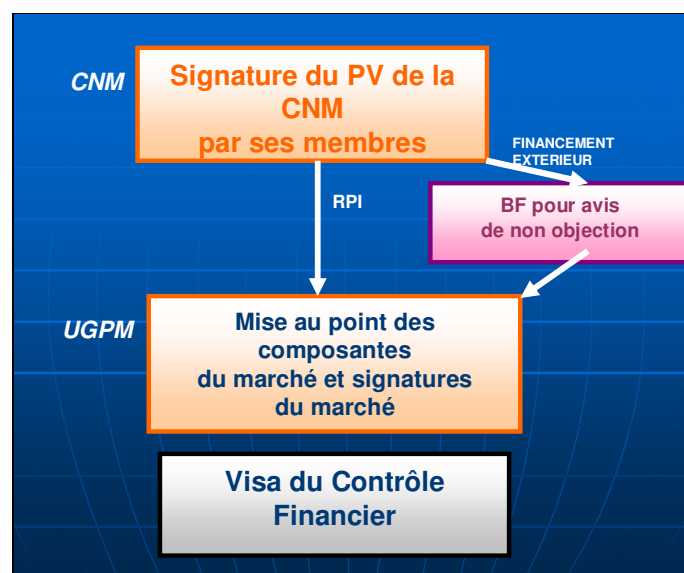 CNM
Signature du PV de la
CNM
par ses membres
FINANCEMENT
EXTERIEUR
RPI
BF pour avis
de non objection
UGPM
Mise au point des
composantes
du marché et signatures
du marché
Visa du Contrôle
Financier